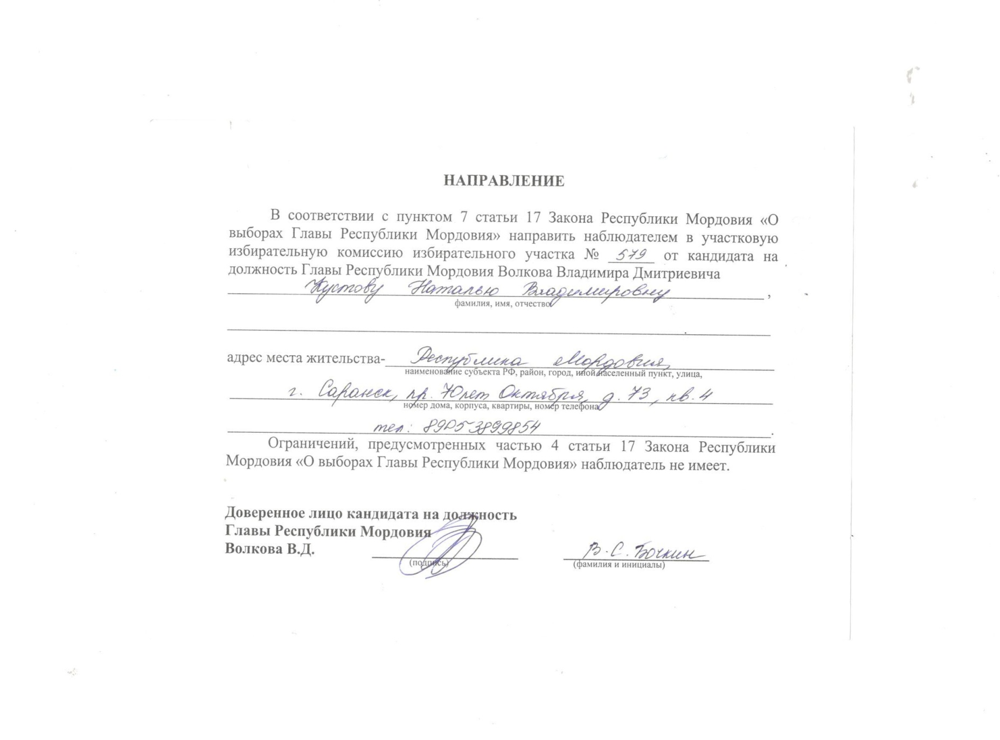 НАПРАВЛЕНИЕ
В соответствии с пунктом 7 статьи 17 Закона Республики Мордовия «О
выборах Главы Республики Мордовия» направить наблюдателем в участковую
избирательную комиссию избирательного участка № 579 от кандидата на
должность Главы Республики Мордовия Волкова Владимира Дмитриевича
Кустову Наталью Владимировну ,
фамилия, имя, отчество
адрес места жительства- Республика Мордовия,
наименование субъекта РФ, район, город, иной населенный пункт, улица,
г. Саранск, пр. 70 лет Октября, д. 73, кв. 4
номер дома, корпуса, квартиры, номер телефона
тел: 89053899854 .
Ограничений, предусмотренных частью 4 статьи 17 Закона Республики
Мордовия «О выборах Главы Республики Мордовия» наблюдатель не имеет.
Доверенное лицо кандидата на должность
Главы Республики Мордовия
Волкова В.Д. В.С. Бочкин
(подпись) (фамилия и инициалы)